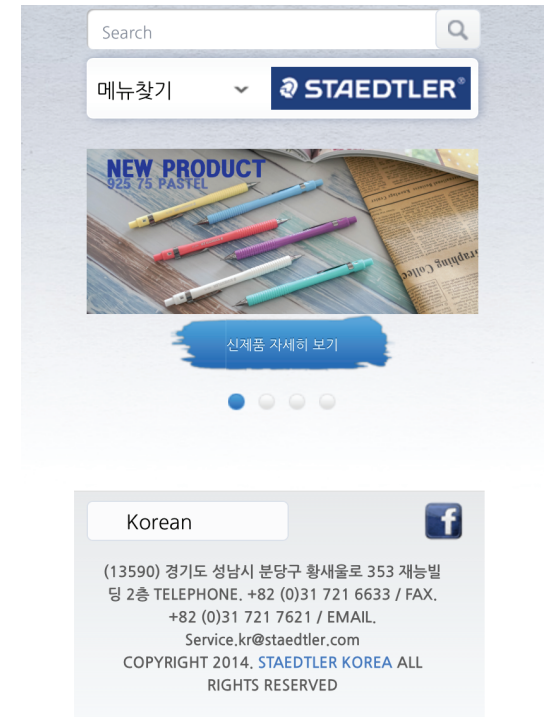 Search
메뉴찾기
STAEDTLER®
NEW PRODUCT
925 75 PASTEL
Graphing
신제품 자세히 보기
Korean
(13590) 경기도 성남시 분당구 황새울로 353 재능빌
딩 2층 TELEPHONE. +82 (0)31 721 6633 / FAX.
+82 (0)31 721 7621 / EMAIL.
Service.kr@staedtler.com
COPYRIGHT 2014. STAEDTLER KOREA ALL
RIGHTS RESERVED